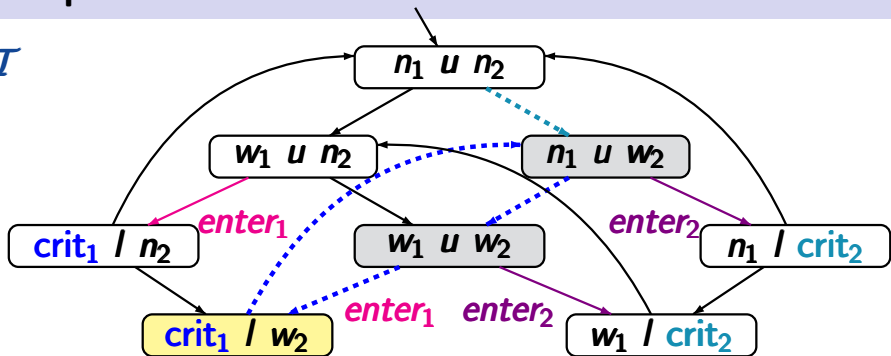 T
n₁ u n₂
w₁ u n₂
n₁ u w₂
enter₁
enter₂
crit₁ l n₂
w₁ u w₂
n₁ l crit₂
enter₁
enter₂
crit₁ l w₂
w₁ l crit₂